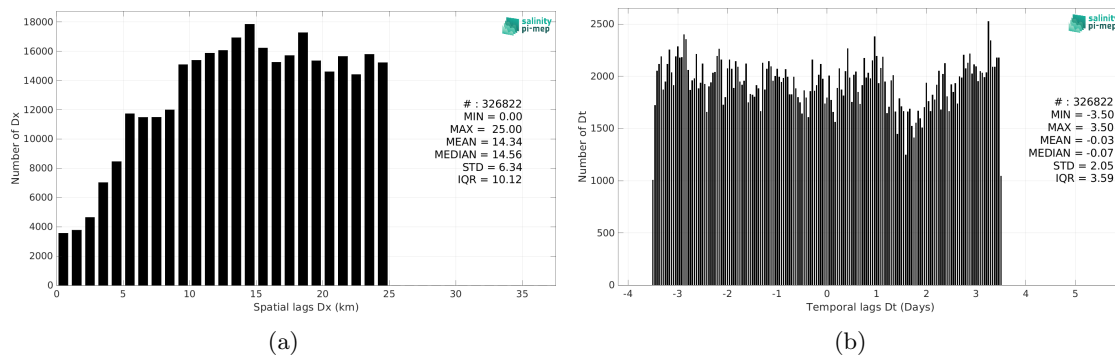 18000
16000
14000
12000
10000
8000
6000
4000
2000
0
Number of Dx
0 5 10 15 20 25 30 35
Spatial lags Dx (km)
salinity
pi-mep
# : 326822
MIN = 0.00
MAX = 25.00
MEAN = 14.34
MEDIAN = 14.56
STD = 6.34
IQR = 10.12
(a)
2500
2000
1500
1000
500
0
Number of Dt
-4 -3 -2 -1 0 1 2 3 4 5
Temporal lags Dt (Days)
salinity
pi-mep
# : 326822
MIN = -3.50
MAX = 3.50
MEAN = -0.03
MEDIAN = -0.07
STD = 2.05
IQR = 3.59
(b)